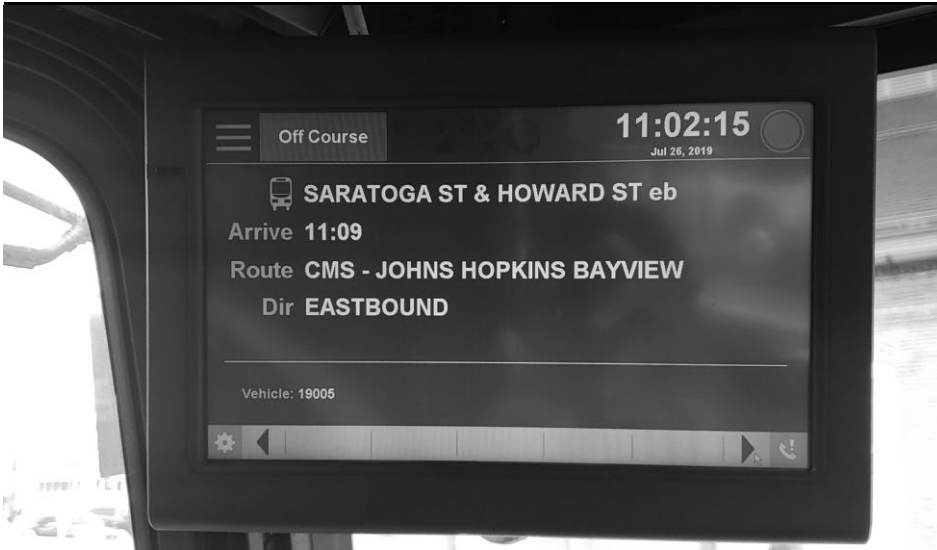 Off Course
11:02:15
Jul 26, 2019
SARATOGA ST & HOWARD ST eb
Arrive 11:09
Route CMS - JOHNS HOPKINS BAYVIEW
Dir EASTBOUND
Vehicle: 19005